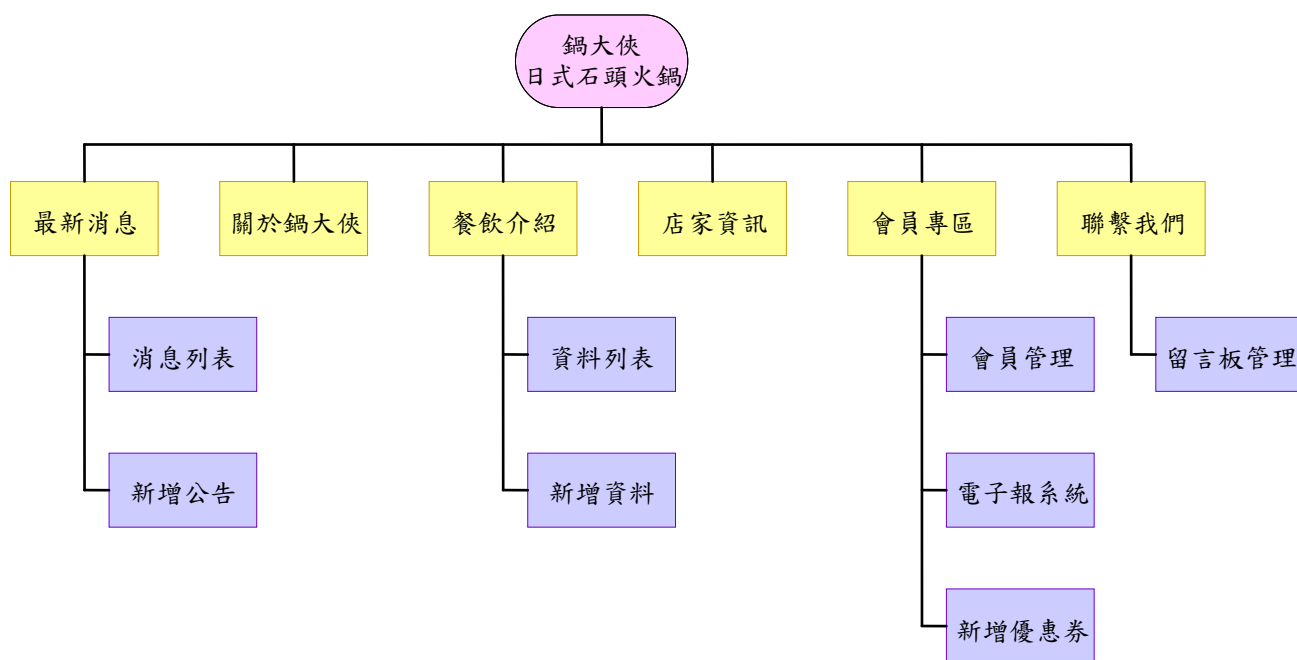 鍋大俠
日式石頭火鍋
最新消息
關於鍋大俠
餐飲介紹
店家資訊
會員專區
聯繫我們
消息列表
資料列表
會員管理
留言板管理
新增公告
新增資料
電子報系統
新增優惠券